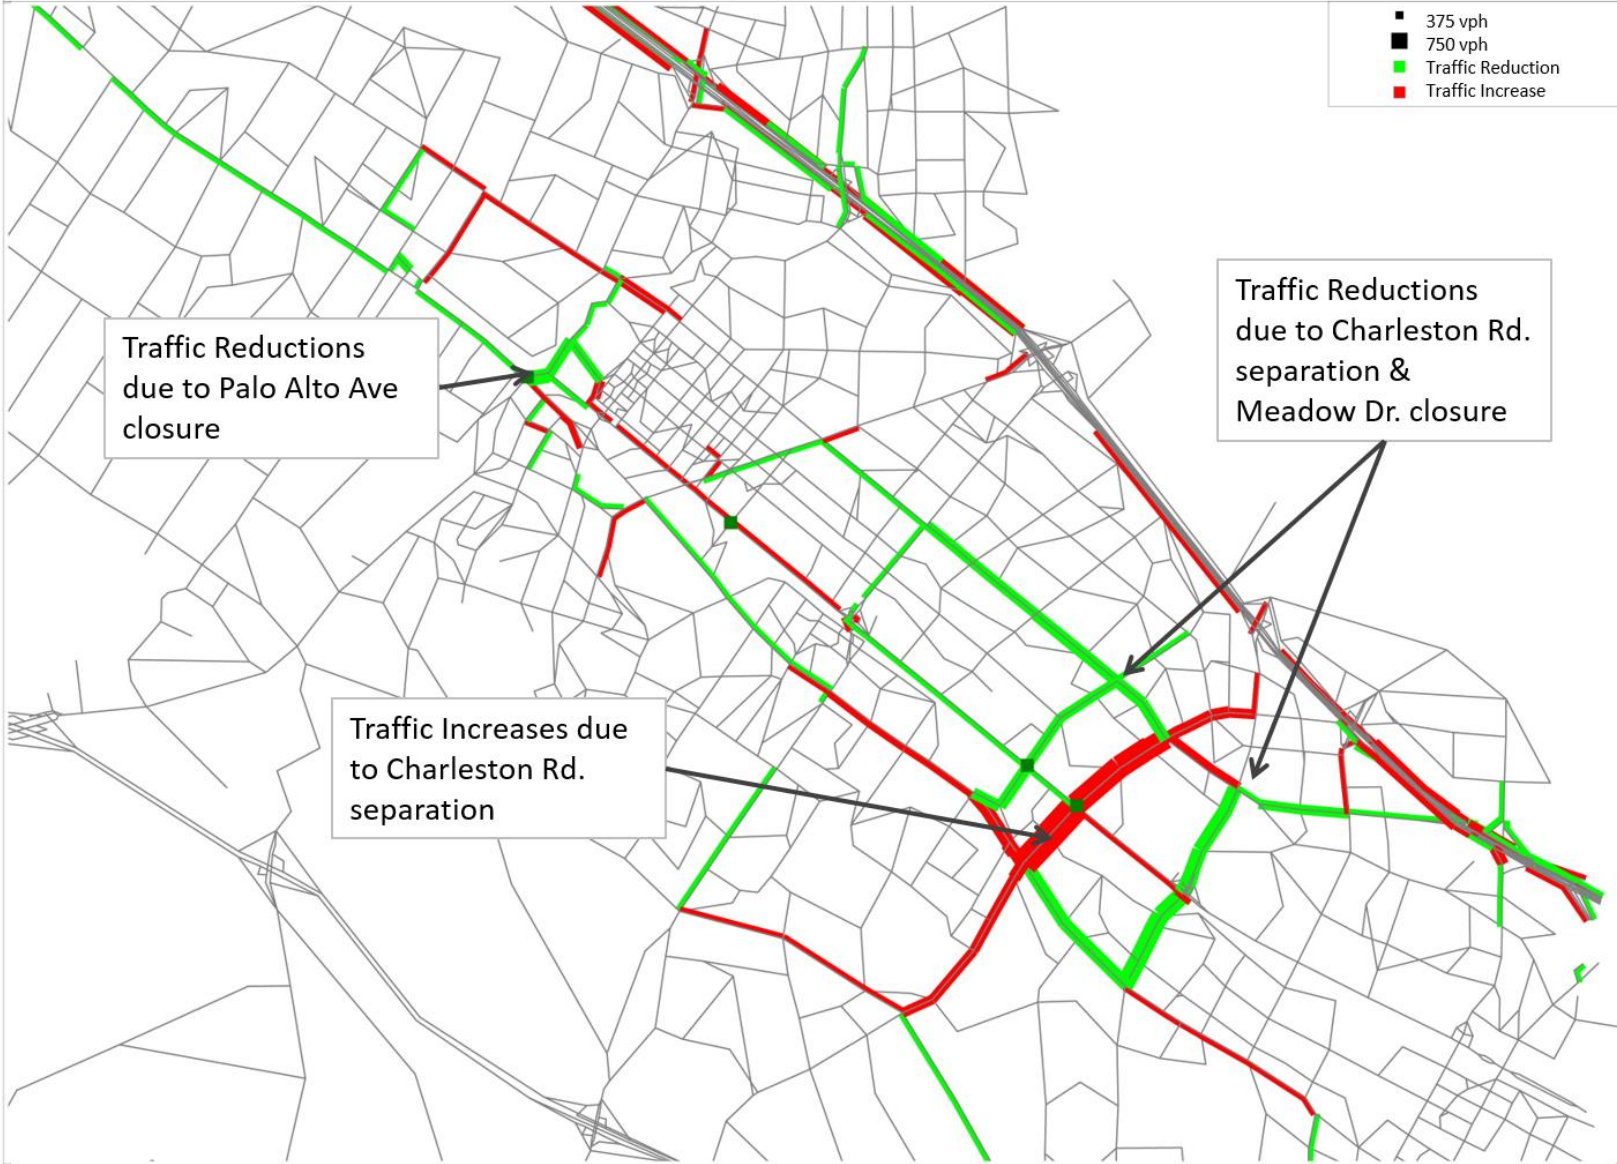 375 vph
750 vph
Traffic Reduction
Traffic Increase
Traffic Reductions
due to Charleston Rd.
separation &
Meadow Dr. closure
Traffic Reductions
due to Palo Alto Ave
closure
Traffic Increases due
to Charleston Rd.
separation